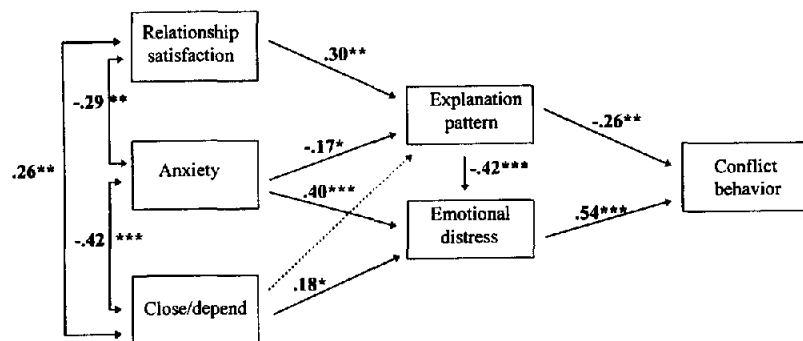 Relationship
satisfaction
.30**
-.29 **
Explanation
pattern
-.26**
-.17*
.26**
Anxiety
-.42***
Conflict
behavior
.40***
Emotional
distress
.54***
-.42 ***
.18*
Close/depend